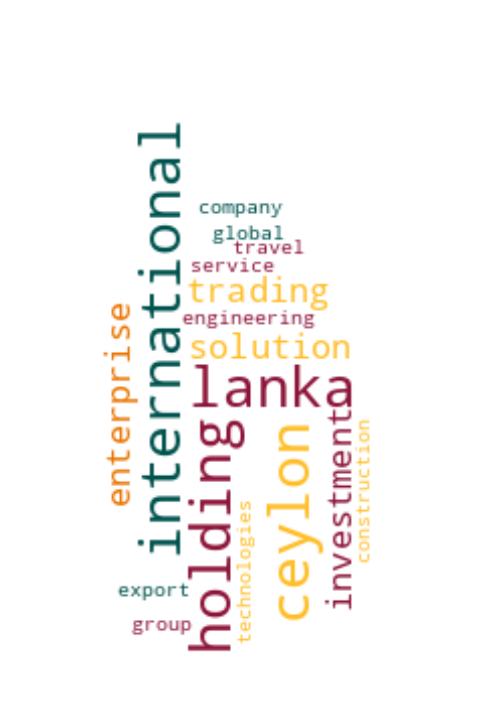 international
company
global
travel
service
trading
engineering
enterprise
solution
lanka
holding
ceylon
investment
construction
technologies
export
group